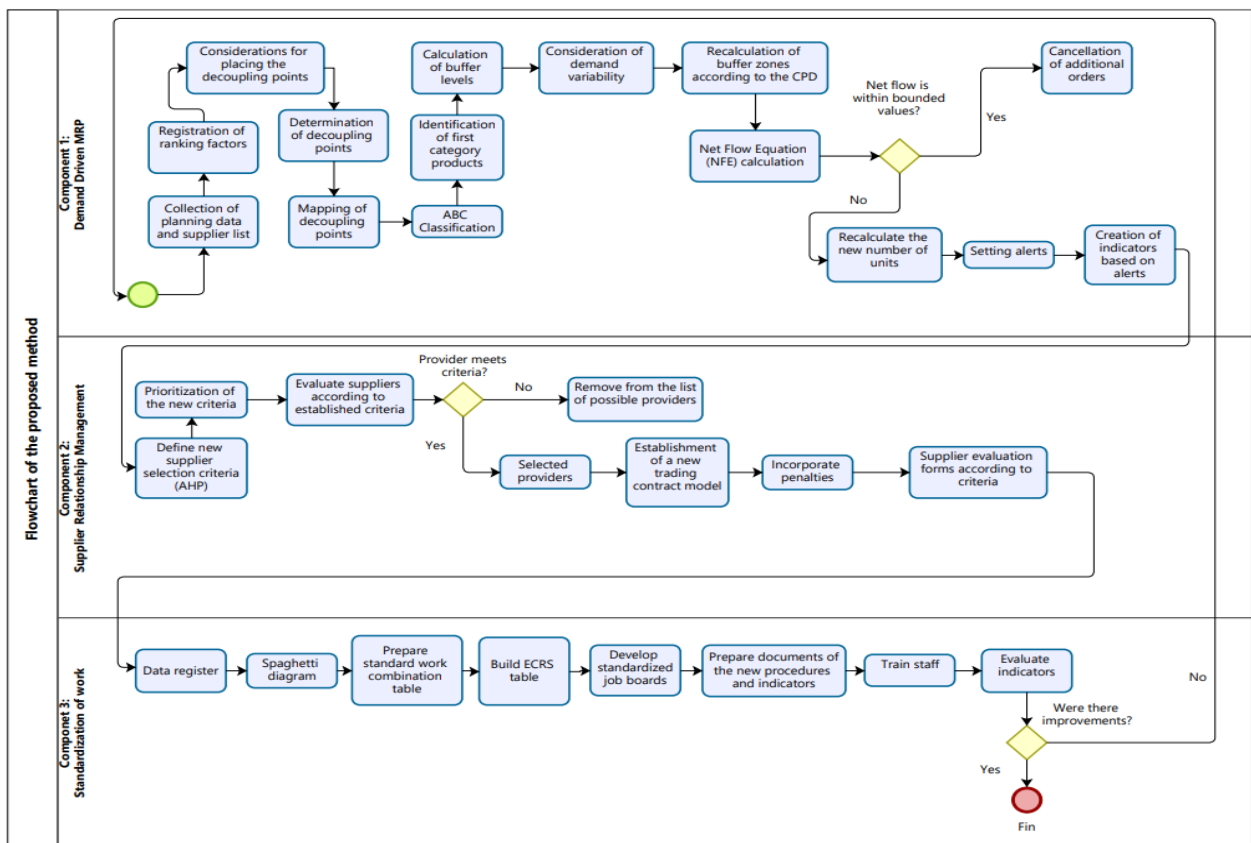 Flowchart of the proposed method
Component 1:
Demand Driven MRP
Considerations for
placing the
decoupling points
Registration of
ranking factors
Collection of
planning data
and supplier list
Determination of
decoupling
points
Mapping of
decoupling
points
ABC
Classification
Identification
of first
category
products
Calculation
of buffer
levels
Consideration of
demand
variability
Recalculation of
buffer zones
according to the CPD
Net Flow Equation
(NFE) calculation
Net flow is
within bounded
values?
Yes
Cancellation
of additional
orders
No
Recalculate the
new number of
units
Setting alerts
Creation of
indicators
based on
alerts
Component 2:
Supplier Relationship Management
Define new
supplier
selection criteria
(AHP)
Prioritization of
the new criteria
Evaluate suppliers
according to
established criteria
Provider meets
criteria?
No
Remove from the list
of possible providers
Yes
Selected
providers
Establishment
of a new
trading
contract model
Incorporate
penalties
Supplier evaluation
forms according to
criteria
Componet 3:
Standardization of work
Data register
Spaghetti
diagram
Prepare
standard work
combination
table
Build ECRS
table
Develop
standardized
job boards
Prepare documents of
the new procedures
and indicators
Train staff
Evaluate
indicators
Were there
improvements?
No
Yes
Fin